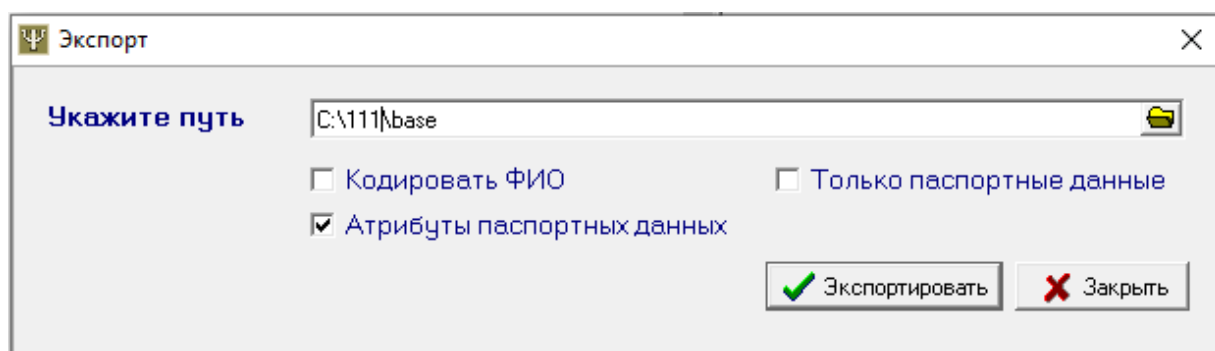 Экспорт
Укажите путь C:\111\base
Кодировать ФИО Только паспортные данные
Атрибуты паспортных данных
Экспортировать Закрыть